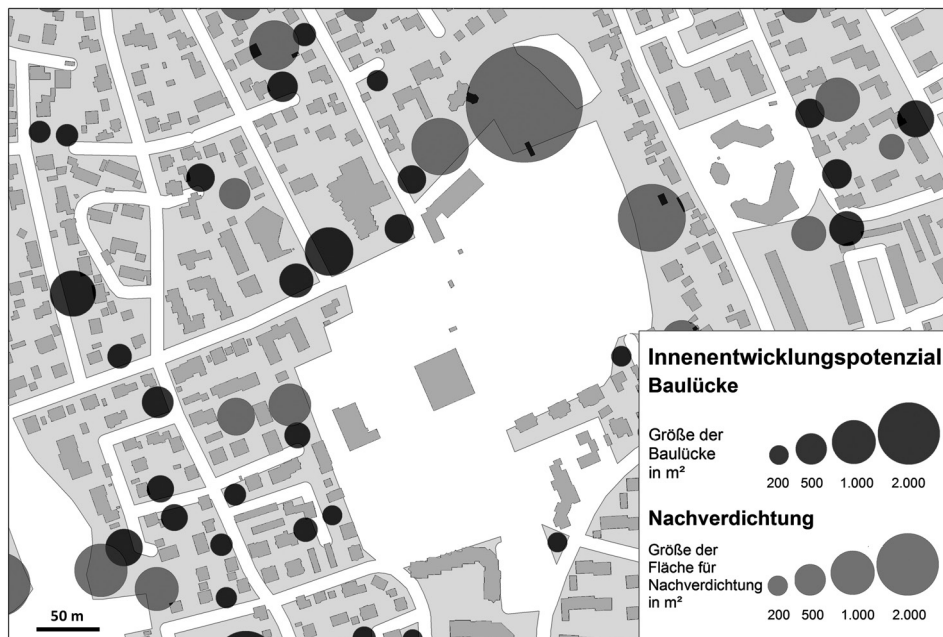 Innenentwicklungspotenzial
Baulücke
Größe der
Baulücke
in m²
200 500 1.000 2.000
Nachverdichtung
Größe der
Fläche für
Nachverdichtung
in m²
200 500 1.000 2.000
50 m